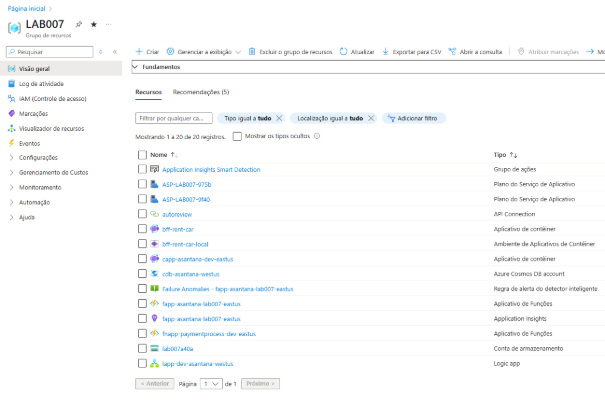 Página inicial >
LAB007
Grupo de recursos
Pesquisar
Criar Gerenciar a exibição Excluir o grupo de recursos Atualizar Exportar para CSV Abrir a consulta Atribuir marcações Mo
Visão geral
Log de atividade
IAM (Controle de acesso)
Marcações
Visualizador de recursos
Eventos
Configurações
Gerenciamento de Custos
Monitoramento
Automação
Ajuda
Fundamentos
Recursos Recomendações (5)
Filtrar por qualquer ca... Tipo igual a tudo Localização igual a tudo Adicionar filtro
Mostrando 1 a 20 de 20 registros. Mostrar os tipos ocultos
Nome ↑↓ Tipo ↑↓
Application Insights Smart Detection Grupo de ações
ASP-LAB007-975b Plano do Serviço de Aplicativo
ASP-LAB007-9f40 Plano do Serviço de Aplicativo
autoreview API Connection
bff-rent-car Aplicativo de contêiner
bff-rent-car-local Ambiente de Aplicativos de Contêiner
capp-asantana-dev-eastus Aplicativo de contêiner
cdb-asantana-westus Azure Cosmos DB account
Failure Anomalies - fapp-asantana-lab007-eastus Regra de alerta do detector inteligente
fapp-asantana-lab007-eastus Aplicativo de Funções
fapp-asantana-lab007-eastus Application Insights
fnapp-paymentprocess-dev-eastus Aplicativo de Funções
lab007a40a Conta de armazenamento
lapp-dev-asantana-westus Logic app
< Anterior Página 1 de 1 Próximo >